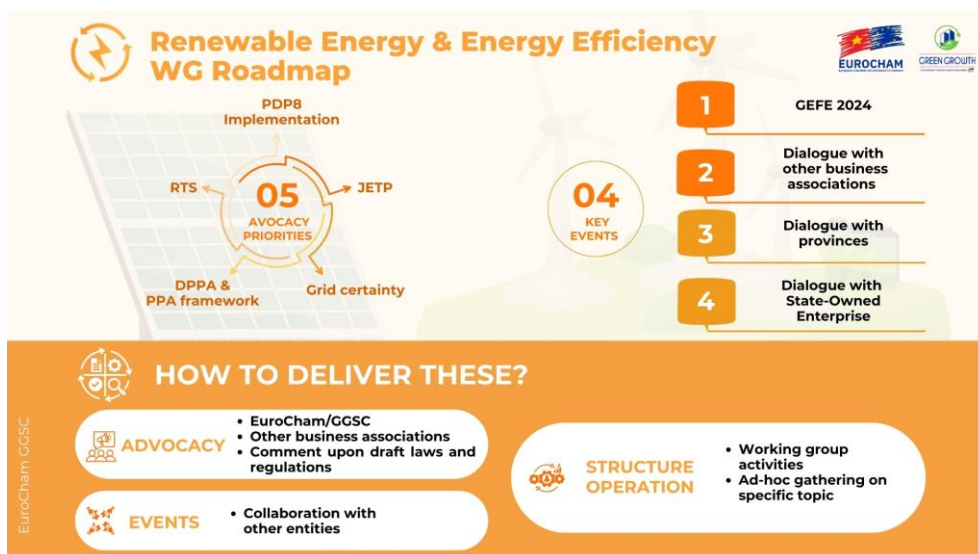 Renewable Energy & Energy Efficiency
WG Roadmap
EUROCHAM
GREEN GROWTH
PDP8
Implementation
RTS
JETP
05
AVOCACY
PRIORITIES
DPPA &
PPA framework
Grid certainty
04
KEY
EVENTS
1
GEFE 2024
2
Dialogue with
other business
associations
3
Dialogue with
provinces
4
Dialogue with
State-Owned
Enterprise
HOW TO DELIVER THESE?
ADVOCACY
• EuroCham/GGSC
• Other business associations
• Comment upon draft laws and
regulations
EVENTS
• Collaboration with
other entities
STRUCTURE
OPERATION
• Working group
activities
• Ad-hoc gathering on
specific topic
EuroCham GGSC